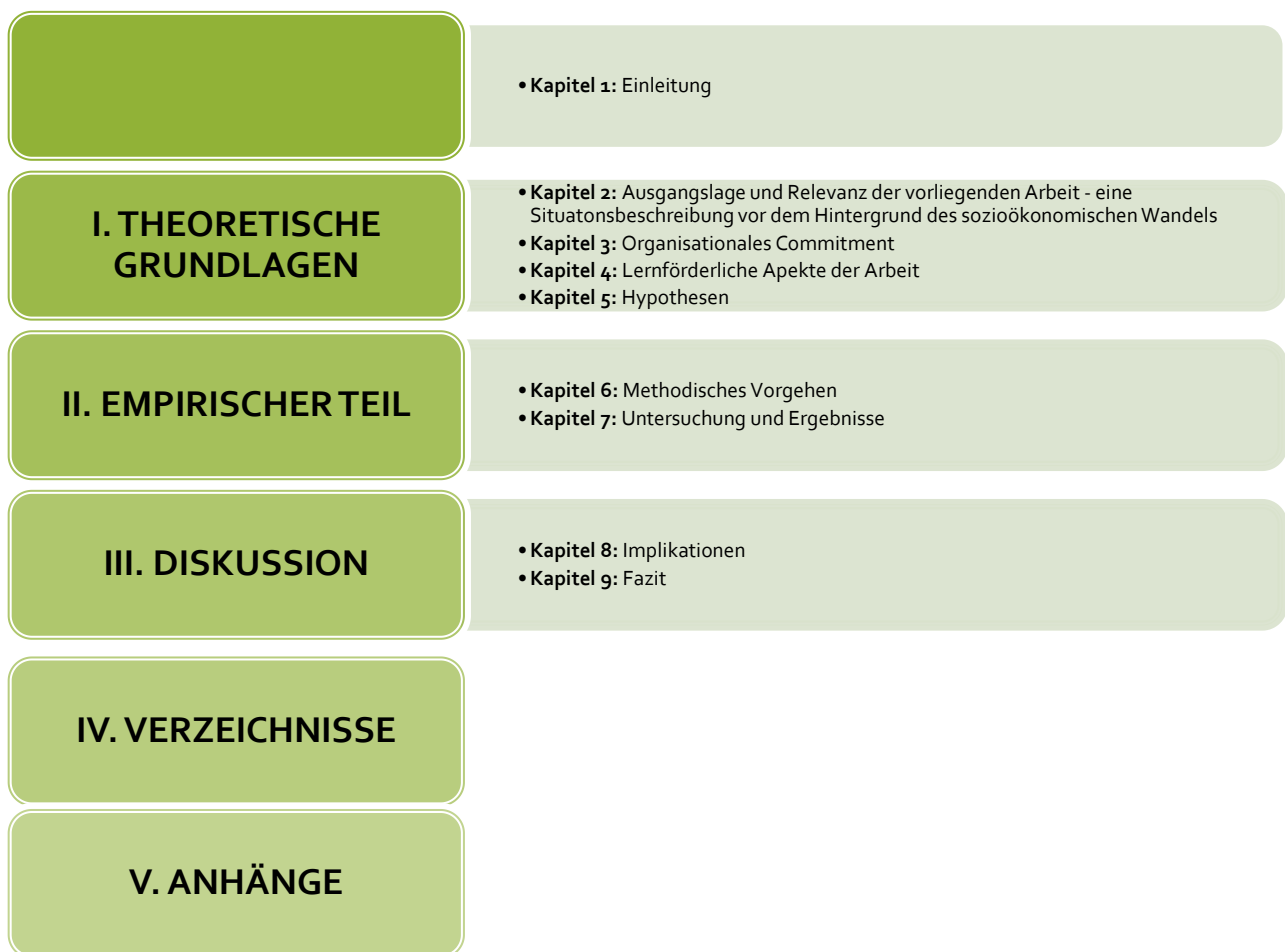 • Kapitel 1: Einleitung
I. THEORETISCHE
GRUNDLAGEN
• Kapitel 2: Ausgangslage und Relevanz der vorliegenden Arbeit - eine
Situatonsbeschreibung vor dem Hintergrund des sozioökonomischen Wandels
• Kapitel 3: Organisationales Commitment
• Kapitel 4: Lernförderliche Apekte der Arbeit
• Kapitel 5: Hypothesen
II. EMPIRISCHER TEIL
• Kapitel 6: Methodisches Vorgehen
• Kapitel 7: Untersuchung und Ergebnisse
III. DISKUSSION
• Kapitel 8: Implikationen
• Kapitel 9: Fazit
IV. VERZEICHNISSE
V. ANHÄNGE